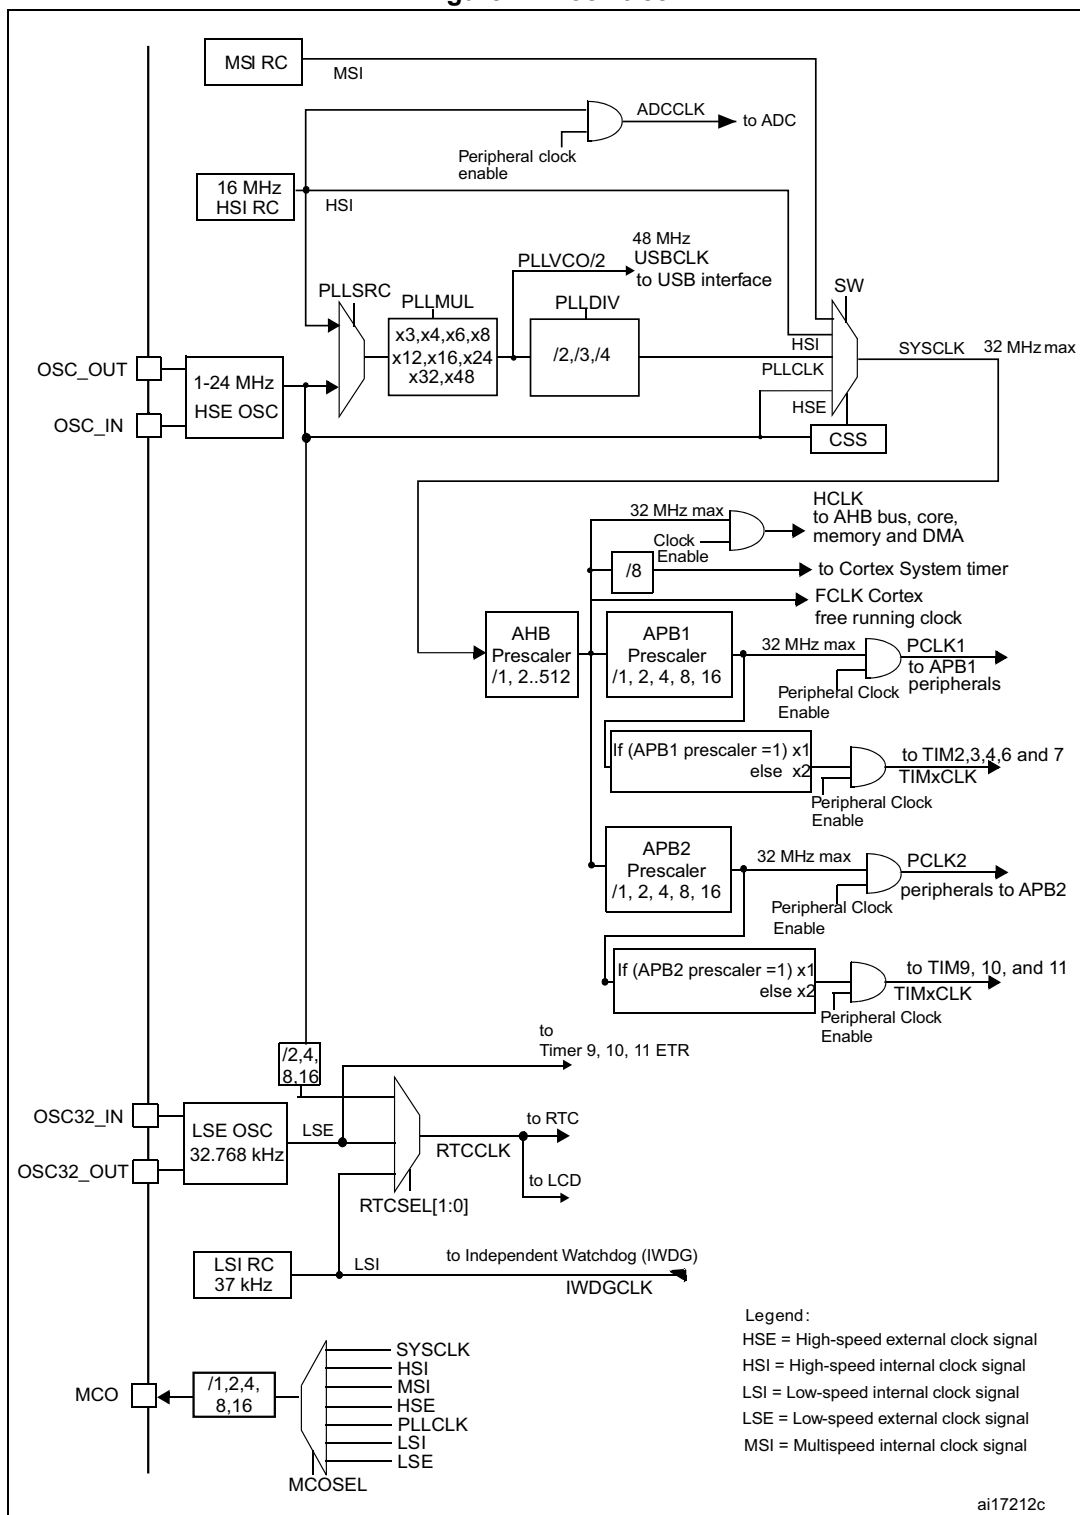 MSI RC
MSI
ADCCLK
to ADC
Peripheral clock
enable
16 MHz
HSI RC
HSI
48 MHz
USBCLK
to USB interface
PLLVCO/2
PLLSRC
PLLMUL
PLLDIV
SW
x3,x4,x6,x8
x12,x16,x24
x32,x48
/2,/3,/4
HSI
PLLCLK
HSE
SYSCLK
32 MHz max
OSC_OUT
OSC_IN
1-24 MHz
HSE OSC
CSS
32 MHz max
Clock
Enable
HCLK
to AHB bus, core,
memory and DMA
/8
to Cortex System timer
FCLK Cortex
free running clock
AHB
Prescaler
/1, 2..512
APB1
Prescaler
/1, 2, 4, 8, 16
32 MHz max
PCLK1
to APB1
peripherals
Peripheral Clock
Enable
If (APB1 prescaler =1) x1
else x2
to TIM2,3,4,6 and 7
TIMxCLK
Peripheral Clock
Enable
APB2
Prescaler
/1, 2, 4, 8, 16
32 MHz max
PCLK2
peripherals to APB2
Peripheral Clock
Enable
If (APB2 prescaler =1) x1
else x2
to TIM9, 10, and 11
TIMxCLK
Peripheral Clock
Enable
/2,4,
8,16
to
Timer 9, 10, 11 ETR
OSC32_IN
OSC32_OUT
LSE OSC
32.768 kHz
LSE
RTCCLK
to RTC
to LCD
RTCSEL[1:0]
LSI RC
37 kHz
LSI
to Independent Watchdog (IWDG)
IWDGCLK
MCO
/1,2,4,
8,16
SYSCLK
HSI
MSI
HSE
PLLCLK
LSI
LSE
MCOSEL
Legend:
HSE = High-speed external clock signal
HSI = High-speed internal clock signal
LSI = Low-speed internal clock signal
LSE = Low-speed external clock signal
MSI = Multispeed internal clock signal
ai17212c